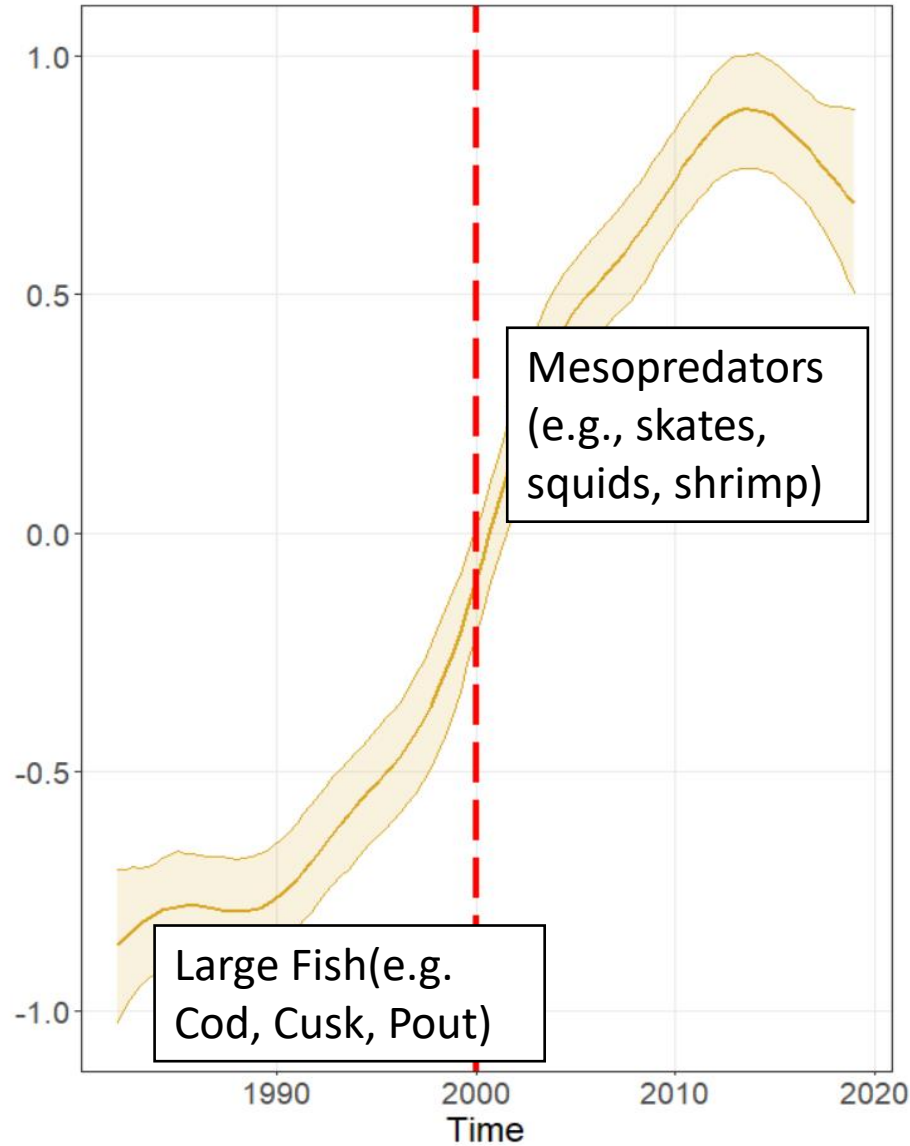 1.0
0.5
Mesopredators
(e.g., skates,
squids, shrimp)
0.0
-0.5
Large Fish(e.g.
Cod, Cusk, Pout)
-1.0
1990 2000 2010 2020
Time